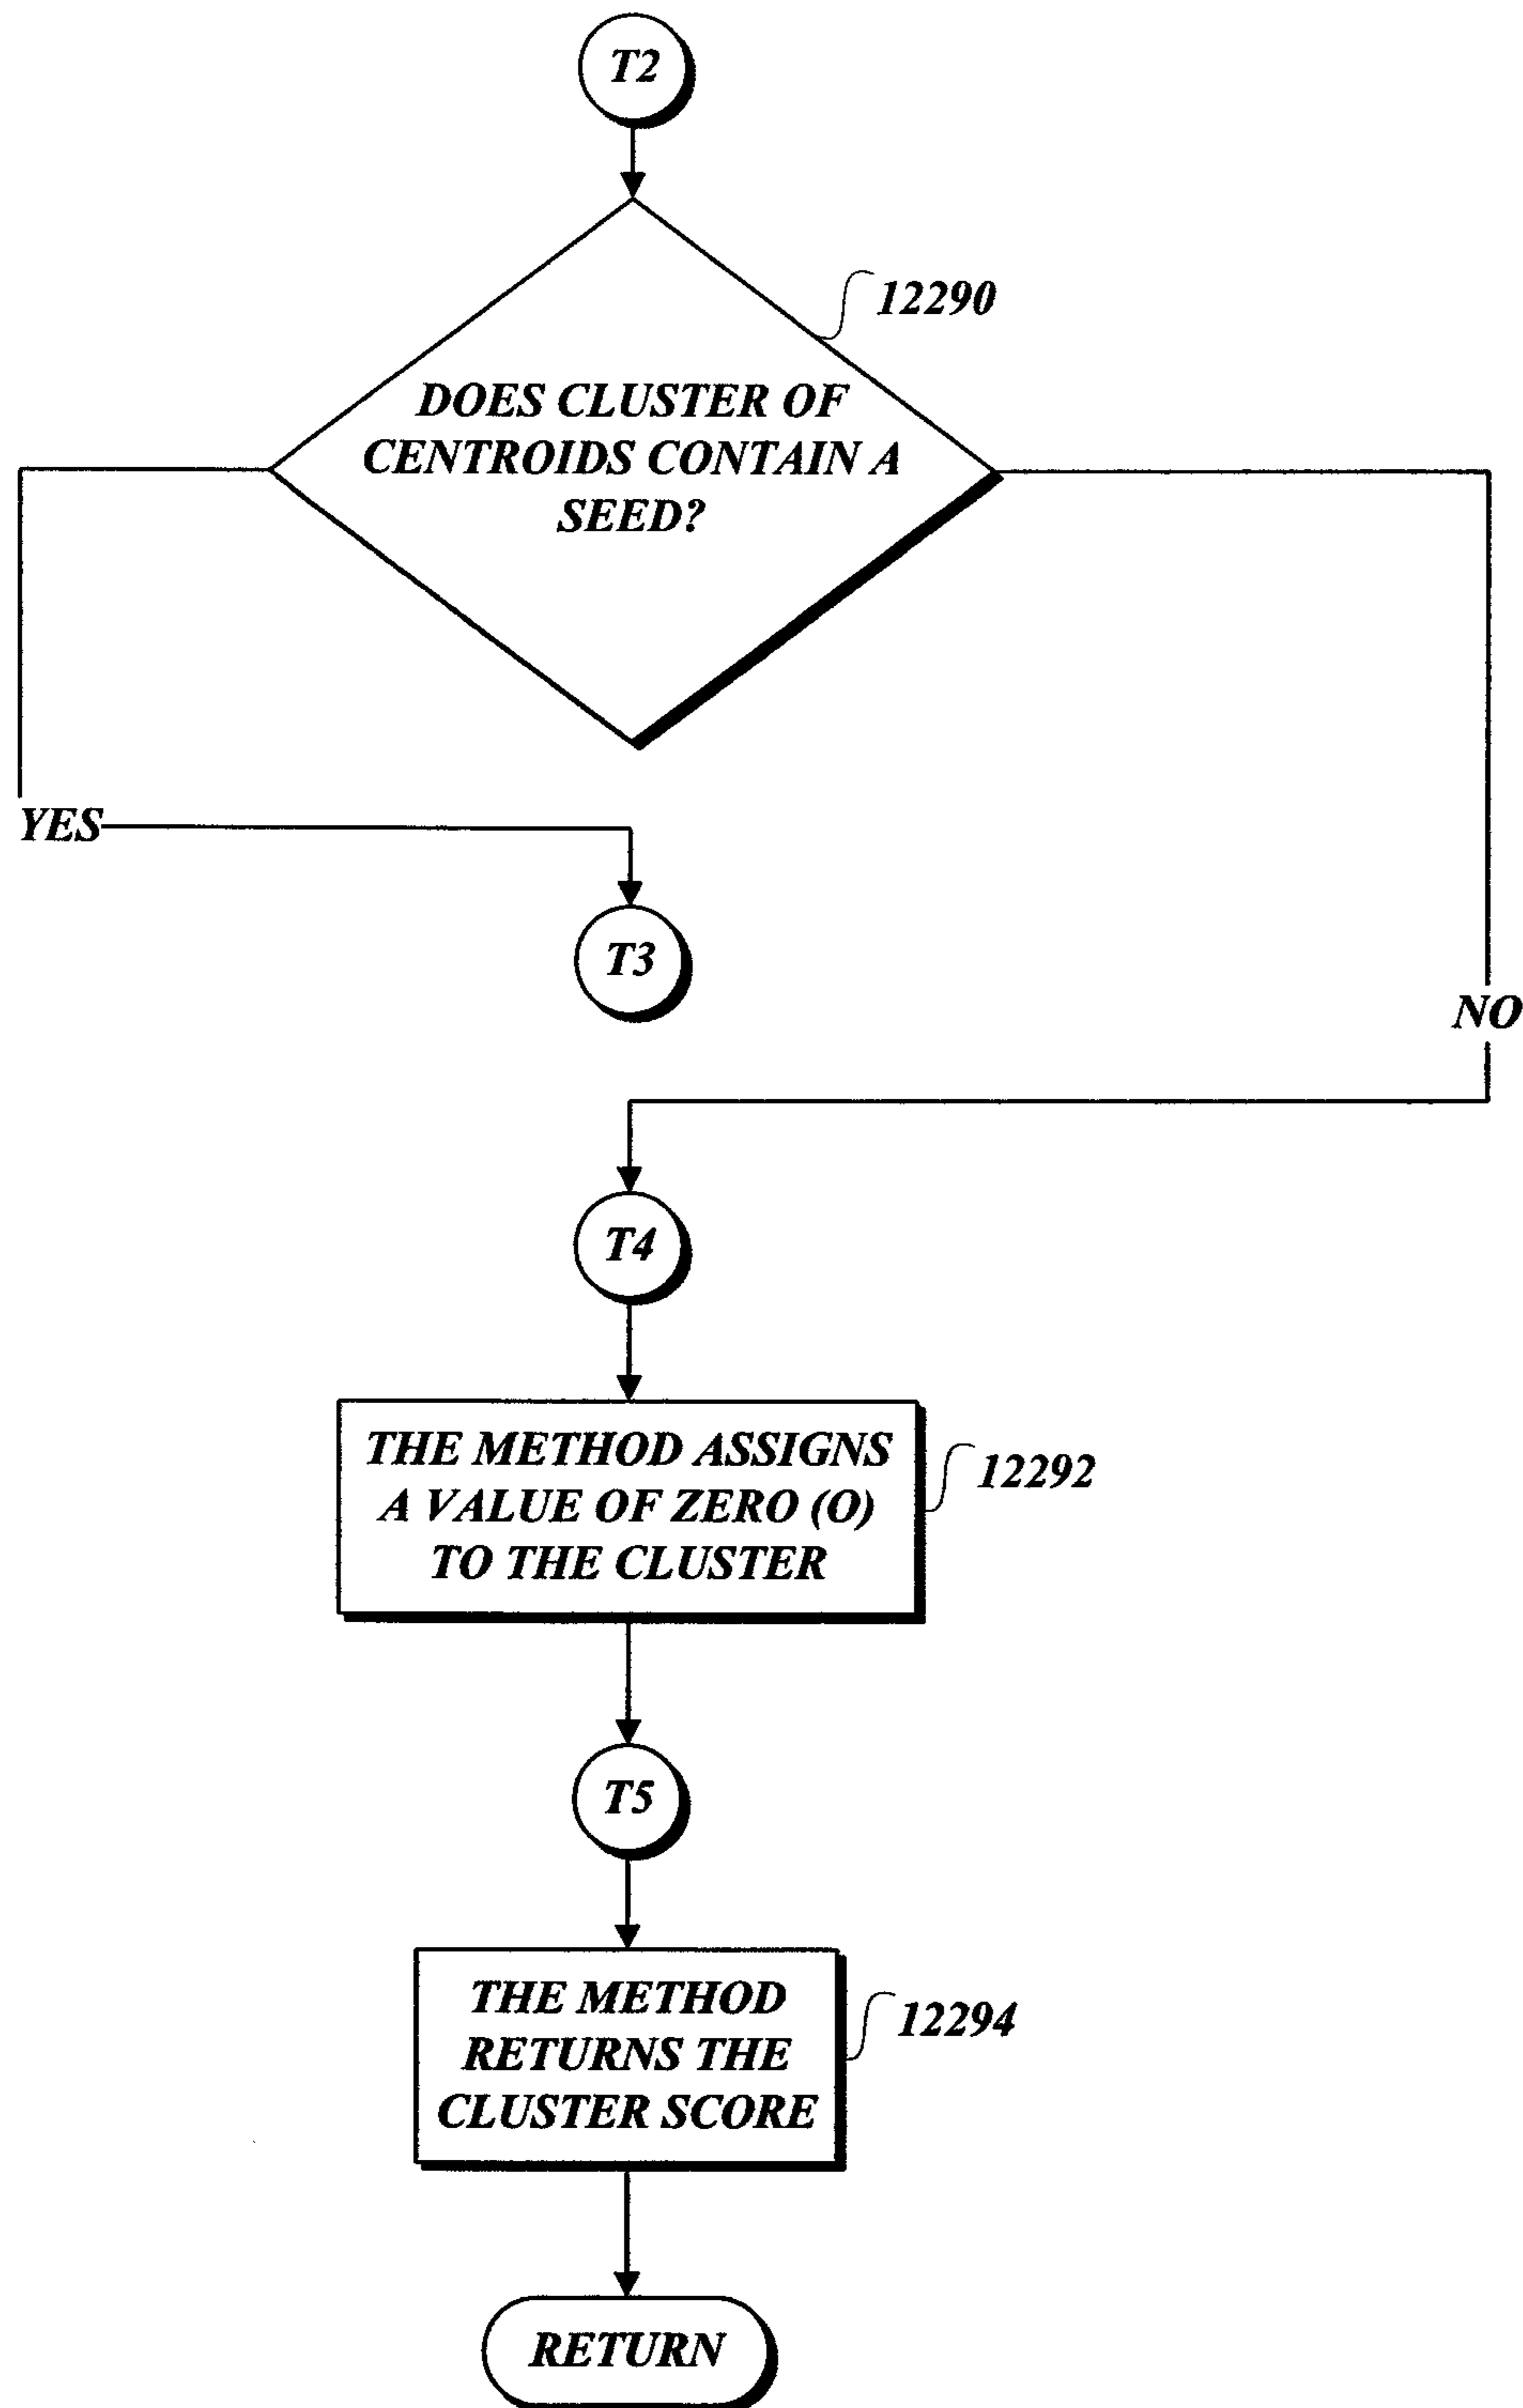 T2
12290
DOES CLUSTER OF
CENTROIDS CONTAIN A
SEED?
YES
T3
NO
T4
THE METHOD ASSIGNS
A VALUE OF ZERO (O)
TO THE CLUSTER
12292
T5
THE METHOD
RETURNS THE
CLUSTER SCORE
12294
RETURN